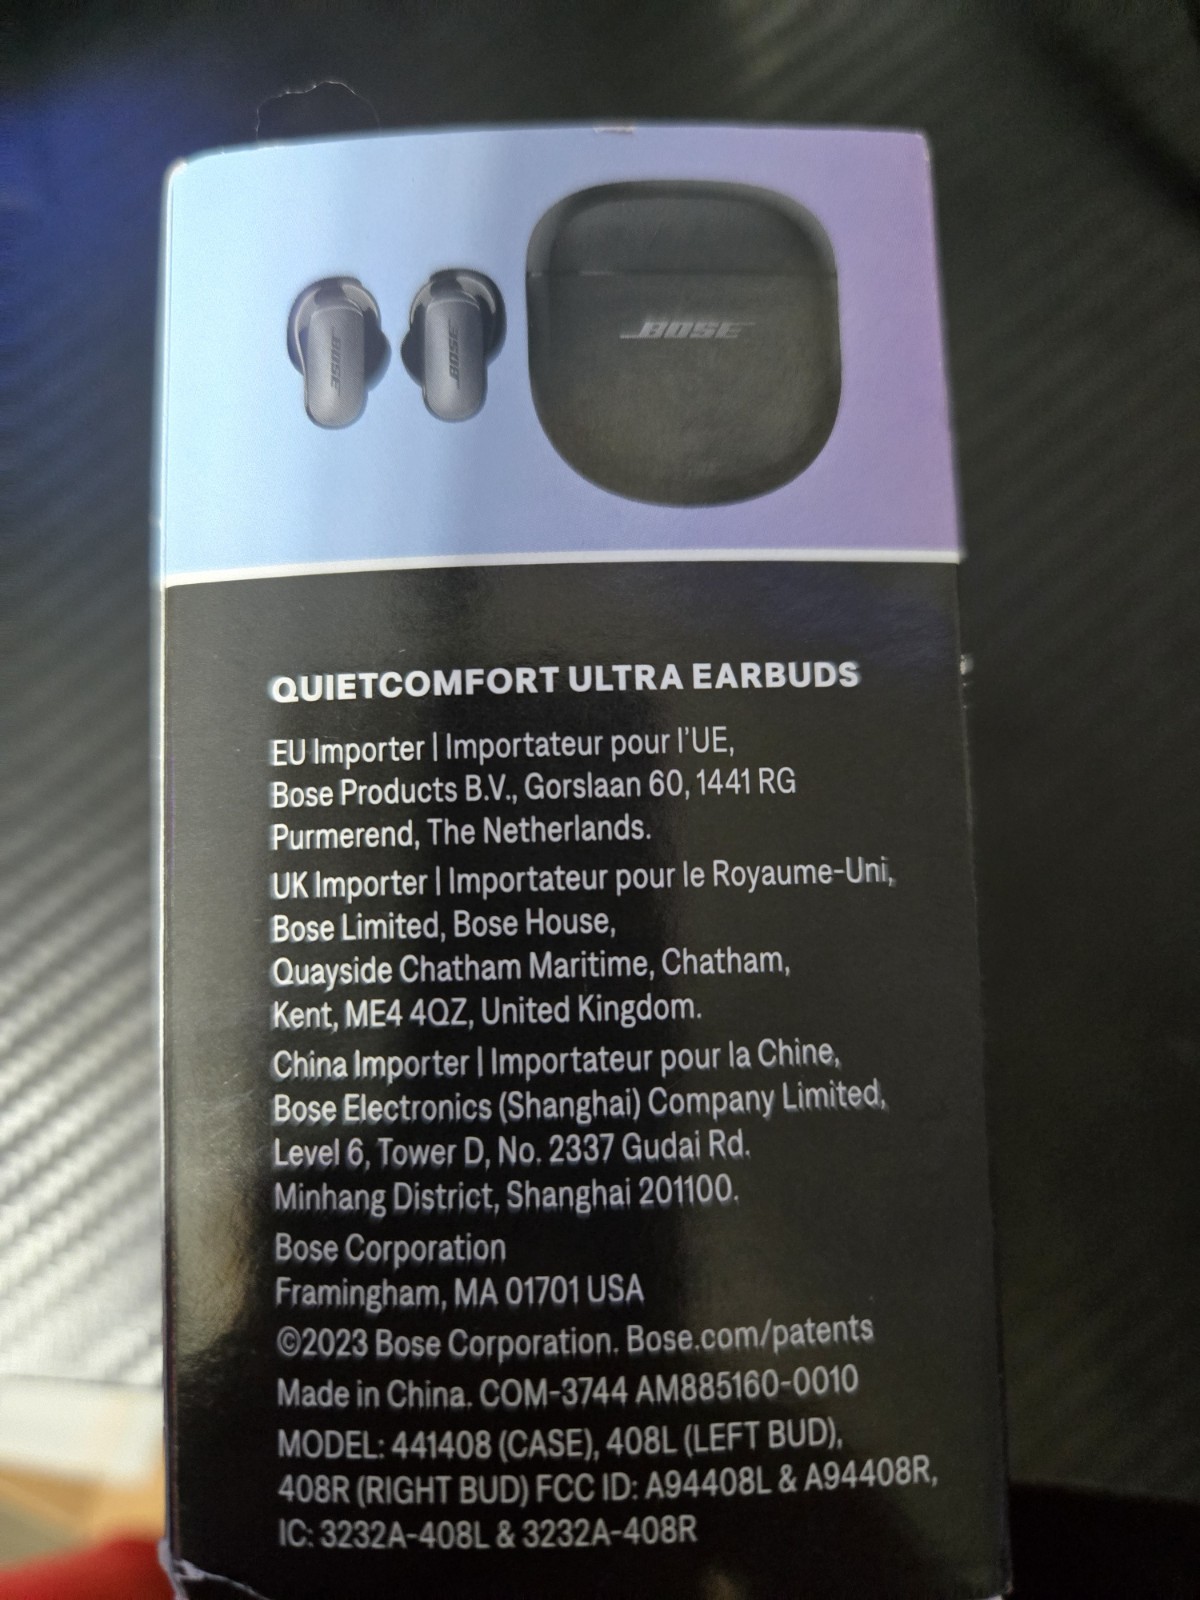 BOSE
BOSE
BOSE
QUIETCOMFORT ULTRA EARBUDS
EU Importer | Importateur pour l'UE,
Bose Products B.V., Gorslaan 60, 1441 RG
Purmerend, The Netherlands.
UK Importer | Importateur pour le Royaume-Uni,
Bose Limited, Bose House,
Quayside Chatham Maritime, Chatham,
Kent, ME4 4QZ, United Kingdom.
China Importer | Importateur pour la Chine,
Bose Electronics (Shanghai) Company Limited,
Level 6, Tower D, No. 2337 Gudai Rd.
Minhang District, Shanghai 201100.
Bose Corporation
Framingham, MA 01701 USA
©2023 Bose Corporation. Bose.com/patents
Made in China. COM-3744 AM885160-0010
MODEL: 441408 (CASE), 408L (LEFT BUD),
408R (RIGHT BUD) FCC ID: A94408L & A94408R,
IC: 3232A-408L & 3232A-408R